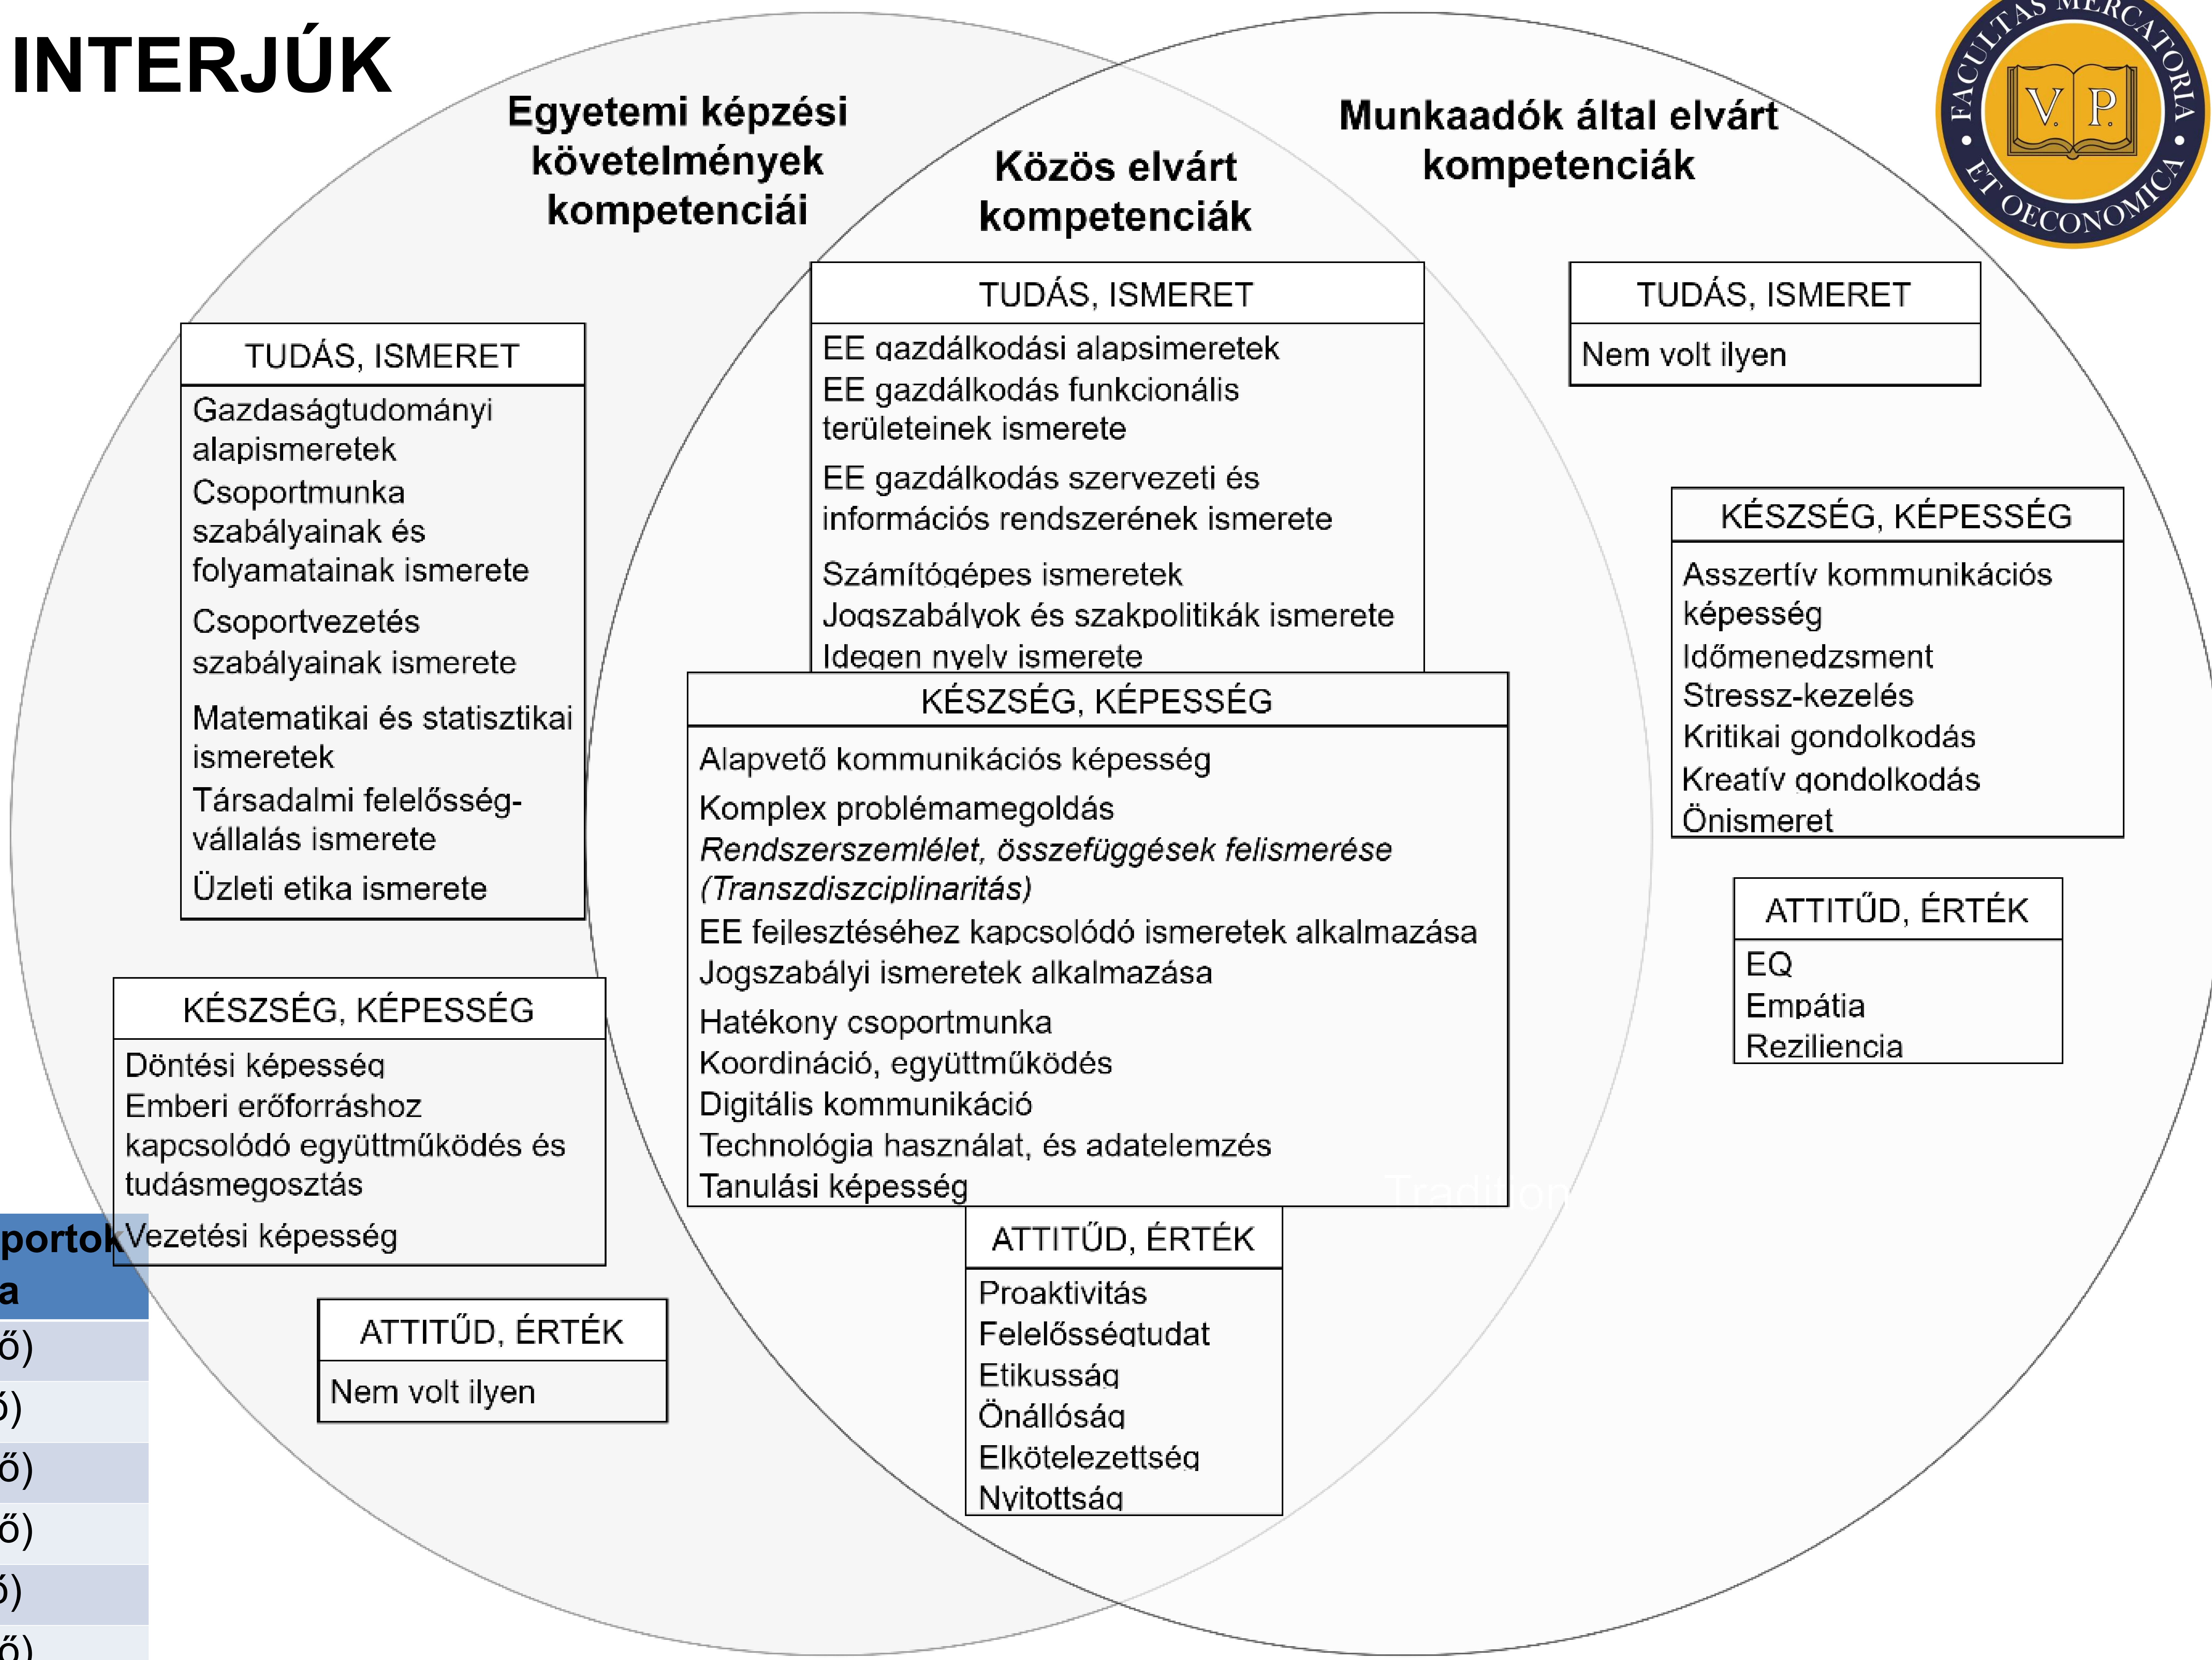 INTERJÚK
FACULTAS MERCATORIA
ET OECONOMICA
V. P.
Egyetemi képzési
követelmények
kompetenciái
Közös elvárt
kompetenciák
Munkaadók által elvárt
kompetenciák
TUDÁS, ISMERET
Gazdaságtudományi
alapismeretek
Csoportmunka
szabályainak és
folyamatainak ismerete
Csoportvezetés
szabályainak ismerete
Matematikai és statisztikai
ismeretek
Társadalmi felelősség-
vállalás ismerete
Üzleti etika ismerete
KÉSZSÉG, KÉPESSÉG
Döntési képesség
Emberi erőforráshoz
kapcsolódó együttműködés és
tudásmegosztás
Vezetési képesség
ATTITŰD, ÉRTÉK
Nem volt ilyen
TUDÁS, ISMERET
EE gazdálkodási alapsimeretek
EE gazdálkodás funkcionális
területeinek ismerete
EE gazdálkodás szervezeti és
információs rendszerének ismerete
Számítógépes ismeretek
Jogszabályok és szakpolitikák ismerete
Idegen nyelv ismerete
KÉSZSÉG, KÉPESSÉG
Alapvető kommunikációs képesség
Komplex problémamegoldás
Rendszerszemlélet, összefüggések felismerése
(Transzdiszciplinaritás)
EE fejlesztéséhez kapcsolódó ismeretek alkalmazása
Jogszabályi ismeretek alkalmazása
Hatékony csoportmunka
Koordináció, együttműködés
Digitális kommunikáció
Technológia használat, és adatelemzés
Tanulási képesség
ATTITŰD, ÉRTÉK
Proaktivitás
Felelősségtudat
Etikusság
Önállóság
Elkötelezettség
Nyitottság
TUDÁS, ISMERET
Nem volt ilyen
KÉSZSÉG, KÉPESSÉG
Asszertív kommunikációs
képesség
Időmenedzsment
Stressz-kezelés
Kritikai gondolkodás
Kreatív gondolkodás
Önismeret
ATTITŰD, ÉRTÉK
EQ
Empátia
Reziliencia
Tradition
portok
a
ő)
ő)
ő)
ő)
ő)
ő)